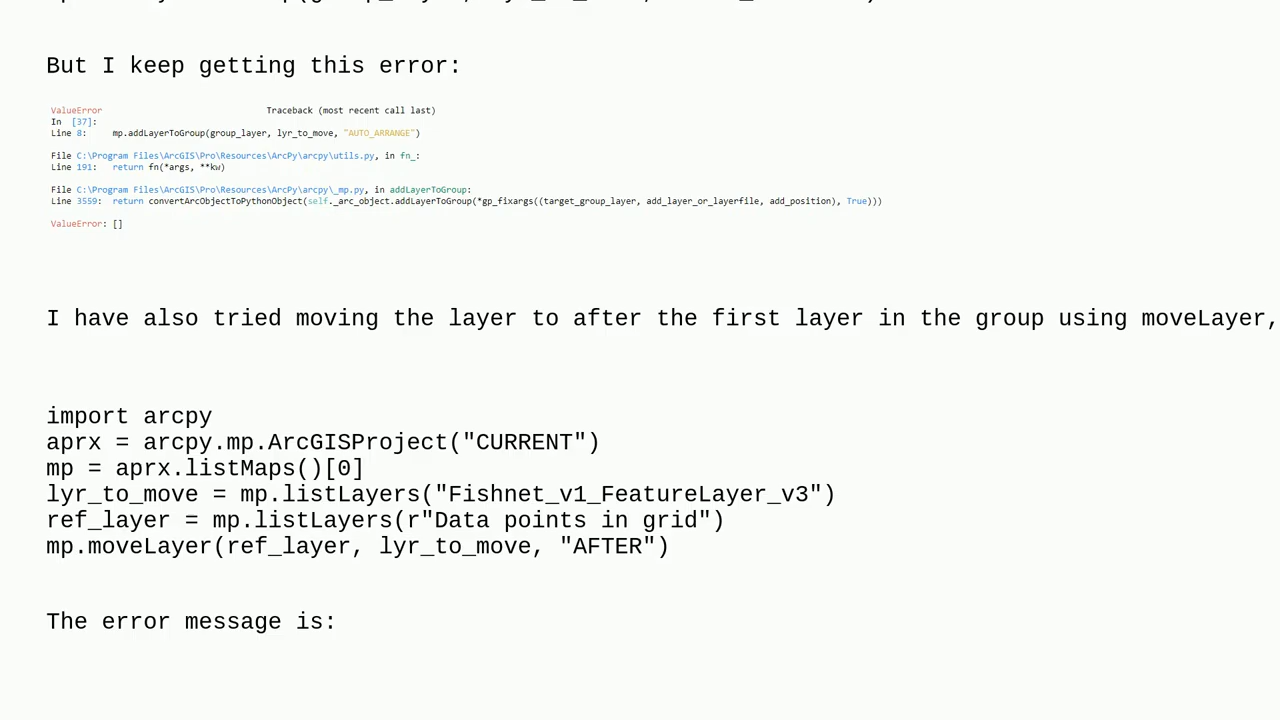 But I keep getting this error:
ValueError Traceback (most recent call last)
In [37]:
Line 8: mp.addLayerToGroup(group_layer, lyr_to_move, "AUTO_ARRANGE")
File C:\Program Files\ArcGIS\Pro\Resources\ArcPy\arcpy\utils.py, in fn_:
Line 191: return fn(*args, **kw)
File C:\Program Files\ArcGIS\Pro\Resources\ArcPy\arcpy\_mp.py, in addLayerToGroup:
Line 3559: return convertArcObjectToPythonObject(self._arc_object.addLayerToGroup(*gp_fixargs((target_group_layer, add_layer_or_layerfile, add_position), True)))
ValueError: []
I have also tried moving the layer to after the first layer in the group using moveLayer,
import arcpy
aprx = arcpy.mp.ArcGISProject("CURRENT")
mp = aprx.listMaps()[0]
lyr_to_move = mp.listLayers("Fishnet_v1_FeatureLayer_v3")
ref_layer = mp.listLayers(r"Data points in grid")
mp.moveLayer(ref_layer, lyr_to_move, "AFTER")
The error message is: